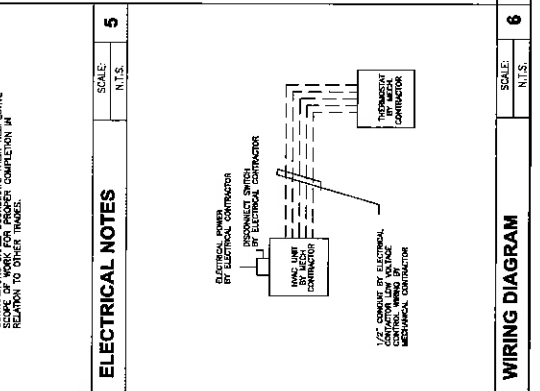 SCOPE OF WORK FOR PROPER COMPLETION IN
RELATION TO OTHER TRADES.
ELECTRICAL NOTES
SCALE:
N.T.S.
5
ELECTRICAL POWER
BY ELECTRICAL CONTRACTOR
DISCONNECT SWITCH
BY ELECTRICAL CONTRACTOR
HVAC UNIT
BY MECH
CONTRACTOR
THERMOSTAT
BY MECH.
CONTRACTOR
1/2" CONDUIT BY ELECTRICAL
CONTACTOR LOW VOLTAGE
CONTROL WIRING BY
MECHANICAL CONTRACTOR
WIRING DIAGRAM
SCALE:
N.T.S.
6